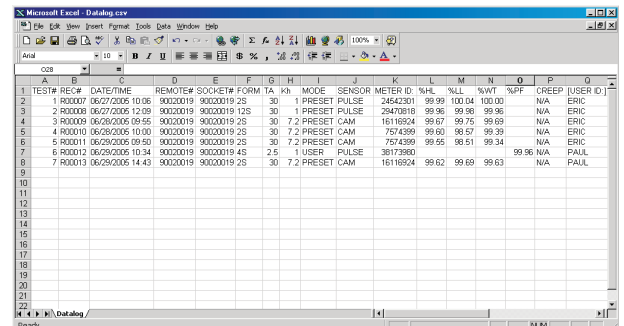 Microsoft Excel - Datalog.csv
File Edit View Insert Format Tools Data Window Help
100%
Arial 10 B I U $ % ,
O28 =
A B C D E F G H I J K L M N O P Q
1 TEST# REC# DATE/TIME REMOTE# SOCKET# FORM TA Kh MODE SENSOR METER ID: %HL %LL %WT %PF CREEP [USER ID:]
2 1 R00007 06/27/2005 10:06 90020019 90020019 2S 30 1 PRESET PULSE 24542301 99.99 100.04 100.00 N/A ERIC
3 2 R00008 06/27/2005 12:09 90020019 90020019 12S 30 1 PRESET PULSE 29470818 99.96 99.98 99.96 N/A ERIC
4 3 R00009 06/28/2005 09:55 90020019 90020019 2S 30 7.2 PRESET CAM 16116924 99.67 99.75 99.69 N/A ERIC
5 4 R00010 06/28/2005 10:00 90020019 90020019 2S 30 7.2 PRESET CAM 7574399 99.60 98.57 99.39 N/A ERIC
6 5 R00011 06/29/2005 09:50 90020019 90020019 2S 30 7.2 PRESET CAM 7574399 99.55 98.51 99.34 N/A ERIC
7 6 R00012 06/29/2005 10:34 90020019 90020019 4S 2.5 1 USER PULSE 38173980 99.96 N/A PAUL
8 7 R00013 06/29/2005 14:43 90020019 90020019 2S 30 7.2 PRESET CAM 16116924 99.62 99.69 99.63 N/A PAUL
9
10
11
12
13
14
15
16
17
18
19
20
21
22
Datalog
Ready NUM